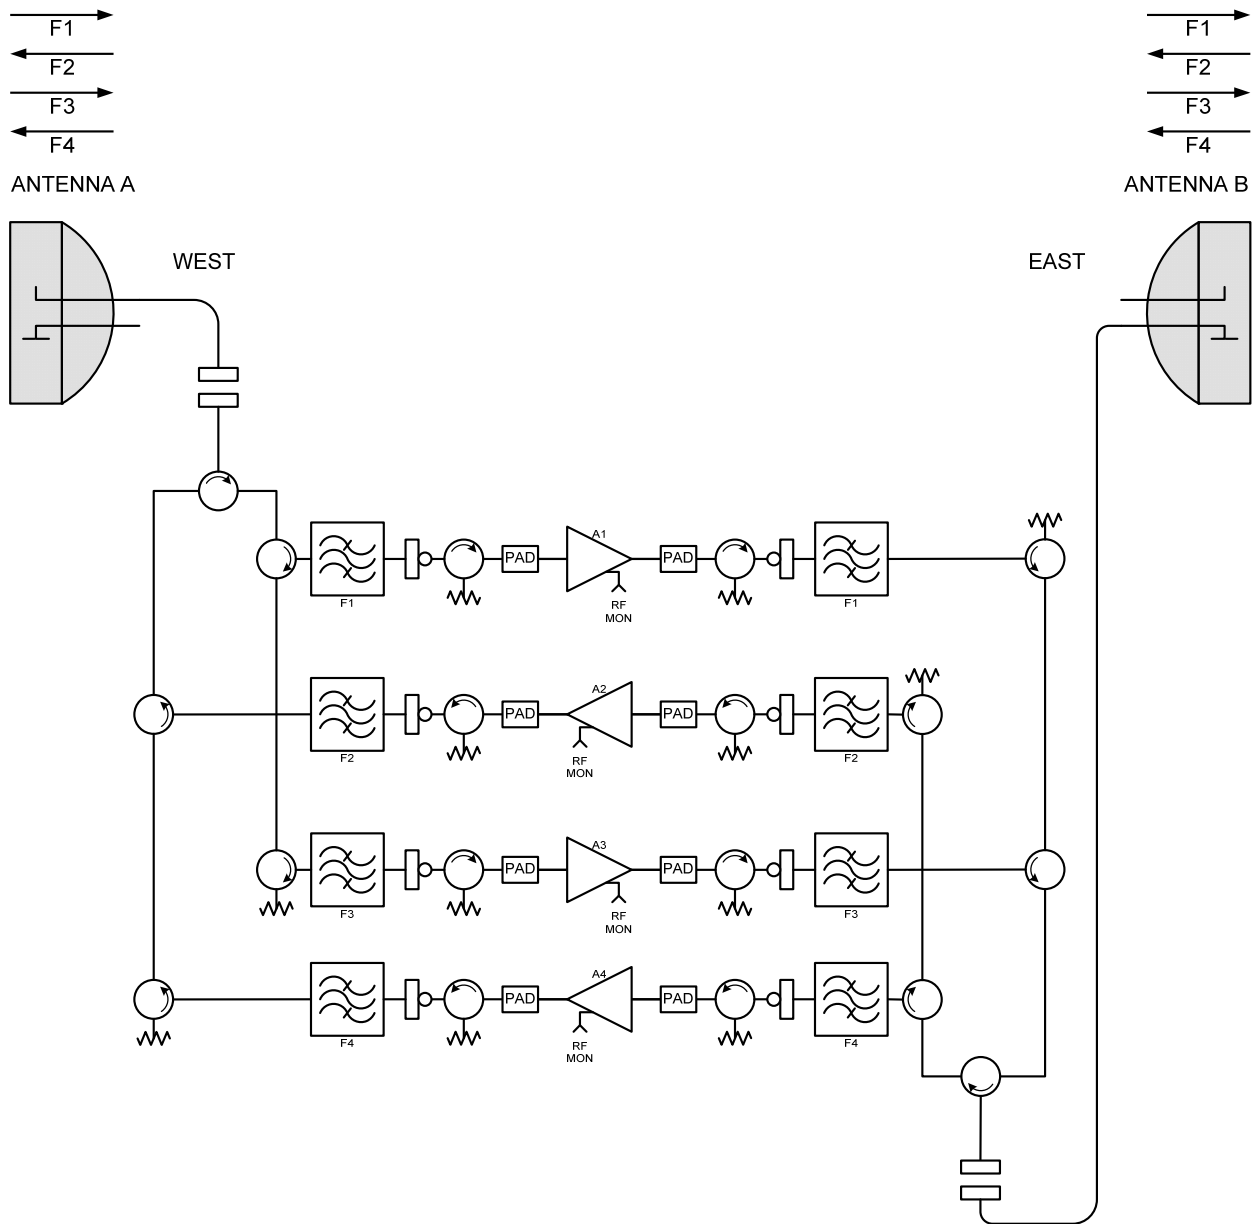 F1
F2
F3
F4
ANTENNA A
F1
F2
F3
F4
ANTENNA B
WEST
EAST
A1
PAD
PAD
F1
RF
MON
F1
A2
PAD
PAD
F2
RF
MON
F2
A3
PAD
PAD
F3
RF
MON
F3
A4
PAD
PAD
F4
RF
MON
F4